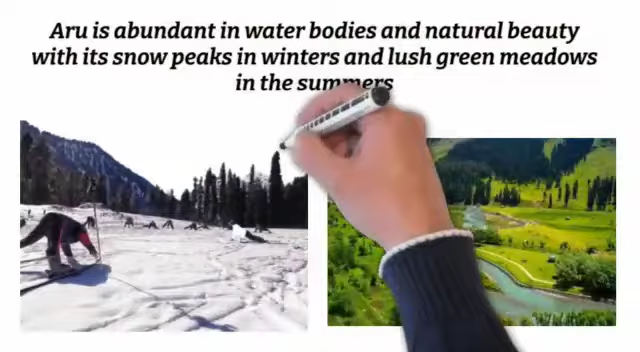 Aru is abundant in water bodies and natural beauty
with its snow peaks in winters and lush green meadows
in the summers